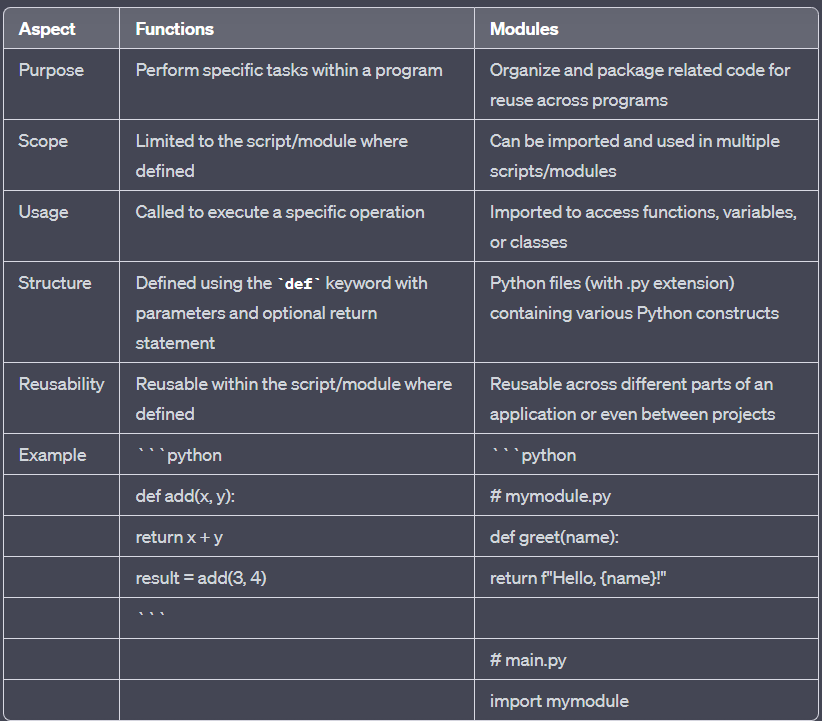 Aspect Functions Modules
Purpose Perform specific tasks within a program Organize and package related code for
reuse across programs
Scope Limited to the script/module where Can be imported and used in multiple
defined scripts/modules
Usage Called to execute a specific operation Imported to access functions, variables,
or classes
Structure Defined using the `def` keyword with Python files (with .py extension)
parameters and optional return containing various Python constructs
statement
Reusability Reusable within the script/module where Reusable across different parts of an
defined application or even between projects
Example ```python ```python
def add(x, y): # mymodule.py
return x + y def greet(name):
result = add(3, 4) return f"Hello, {name}!"
```
# main.py
import mymodule